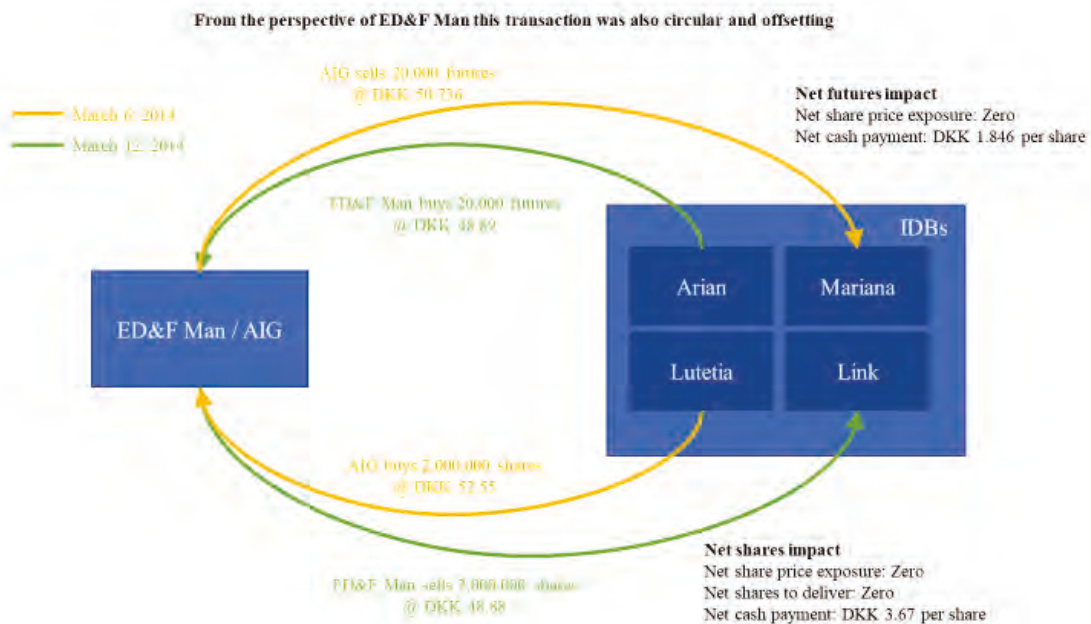 From the perspective of ED&F Man this transaction was also circular and offsetting
AIG sells 20,000 futures
@ DKK 50.736
Net futures impact
Net share price exposure: Zero
Net cash payment: DKK 1.846 per share
March 6, 2014
March 12, 2014
ED&F Man buys 20,000 futures
@ DKK 48.89
IDBs
Arian
Mariana
ED&F Man / AIG
Lutetia
Link
AIG buys 2,000,000 shares
@ DKK 52.55
Net shares impact
Net share price exposure: Zero
Net shares to deliver: Zero
Net cash payment: DKK 3.67 per share
ED&F Man sells 2,000,000 shares
@ DKK 48.88